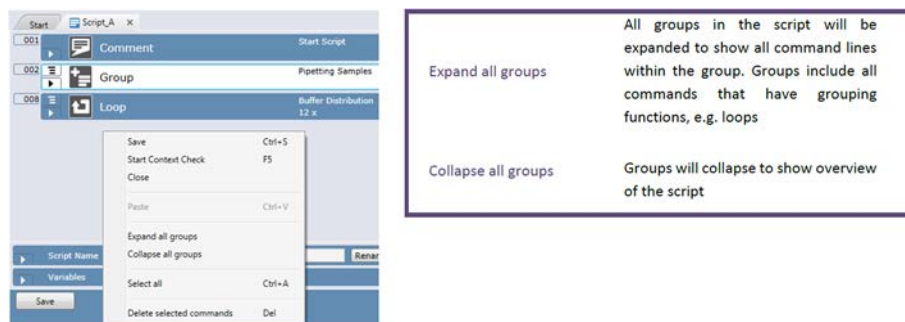 Start
Script_A
001
Comment
Start Script
002
Group
Pipetting Samples
008
Loop
Buffer Distribution
12 x
Save Ctrl+S
Start Context Check F5
Close
Paste Ctrl+V
Expand all groups
Collapse all groups
Select all Ctrl+A
Delete selected commands Del
Script Name
Renar
Variables
Save
Expand all groups
All groups in the script will be
expanded to show all command lines
within the group. Groups include all
commands that have grouping
functions, e.g. loops
Collapse all groups
Groups will collapse to show overview
of the script